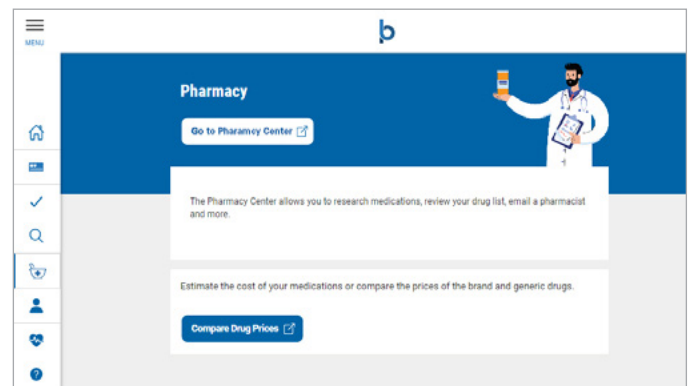 MENU
Pharmacy
Go to Pharamcy Center
The Pharmacy Center allows you to research medications, review your drug list, email a pharmacist
and more.
Estimate the cost of your medications or compare the prices of the brand and generic drugs.
Compare Drug Prices